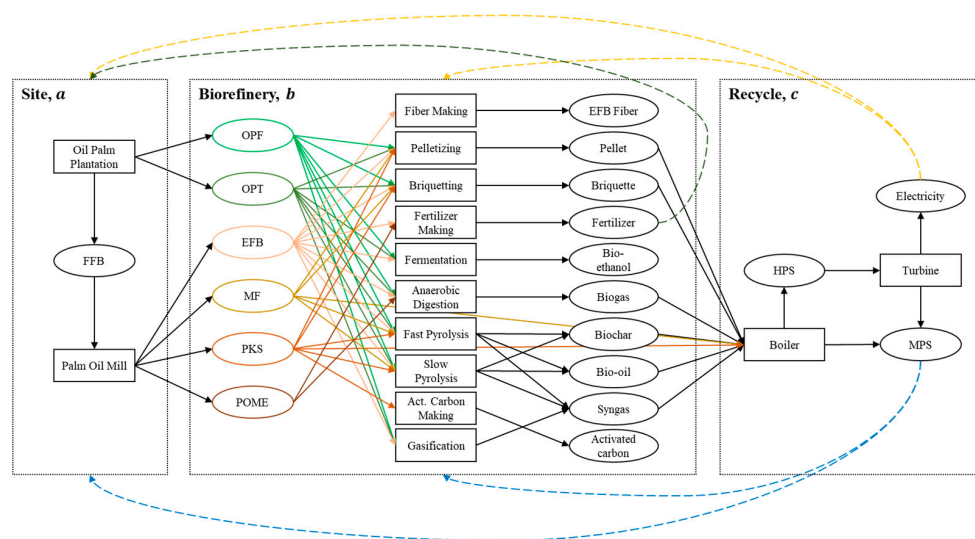 Site, a
Oil Palm
Plantation
FFB
Palm Oil Mill
Biorefinery, b
OPF
OPT
EFB
MF
PKS
POME
Fiber Making
Pelletizing
Briquetting
Fertilizer
Making
Fermentation
Anaerobic
Digestion
Fast Pyrolysis
Slow
Pyrolysis
Act. Carbon
Making
Gasification
EFB Fiber
Pellet
Briquette
Fertilizer
Bio-
ethanol
Biogas
Biochar
Bio-oil
Syngas
Activated
carbon
Recycle, c
Electricity
HPS
Turbine
Boiler
MPS